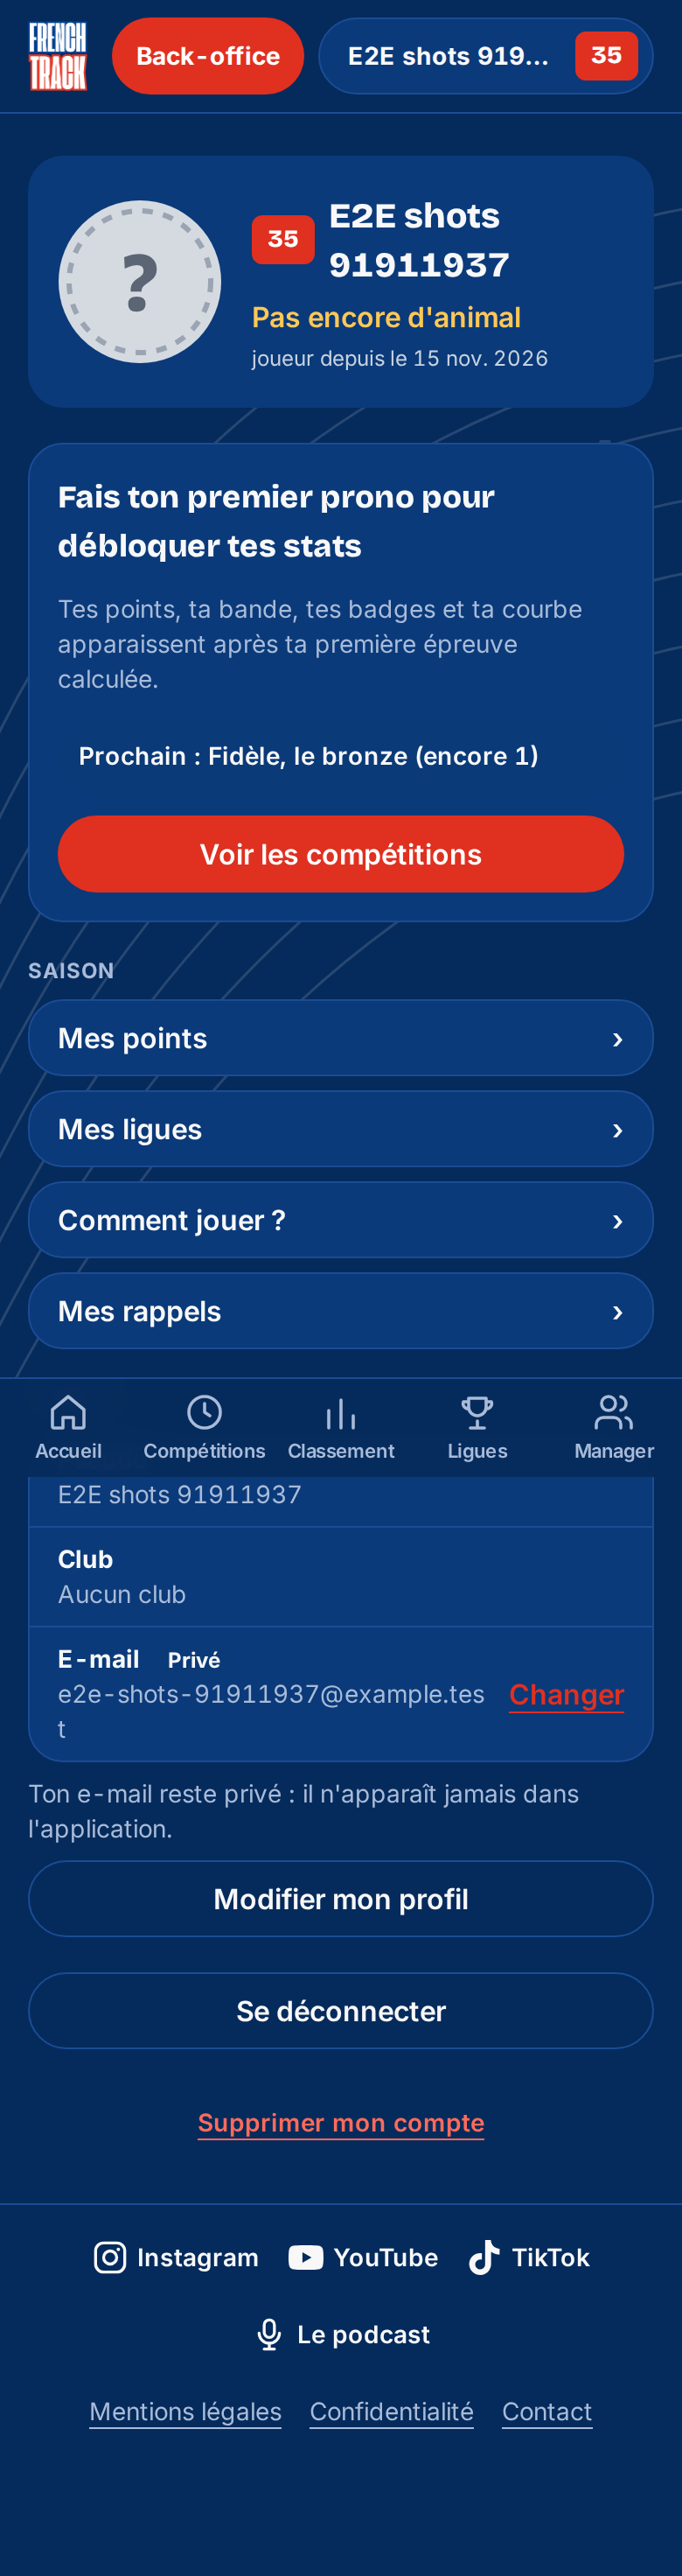 FRENCH
TRACK
Back-office
E2E shots 919...
35
?
35
E2E shots
91911937
Pas encore d'animal
joueur depuis le 15 nov. 2026
Fais ton premier prono pour
débloquer tes stats
Tes points, ta bande, tes badges et ta courbe
apparaissent après ta première épreuve
calculée.
Prochain : Fidèle, le bronze (encore 1)
Voir les compétitions
SAISON
Mes points
›
Mes ligues
›
Comment jouer ?
›
Mes rappels
›
Accueil
Compétitions
Classement
Ligues
Manager
E2E shots 91911937
Club
Aucun club
E-mail Privé
e2e-shots-91911937@example.tes
t
Changer
Ton e-mail reste privé : il n'apparaît jamais dans
l'application.
Modifier mon profil
Se déconnecter
Supprimer mon compte
Instagram
YouTube
TikTok
Le podcast
Mentions légales
Confidentialité
Contact